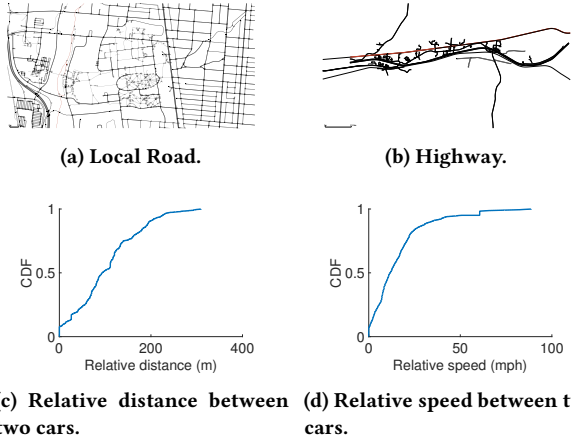 (a) Local Road.
(b) Highway.
1
CDF
0.5
0
0
200
400
Relative distance (m)
1
CDF
0.5
0
0
50
100
Relative speed (mph)
(c) Relative distance between
two cars.
(d) Relative speed between t
cars.